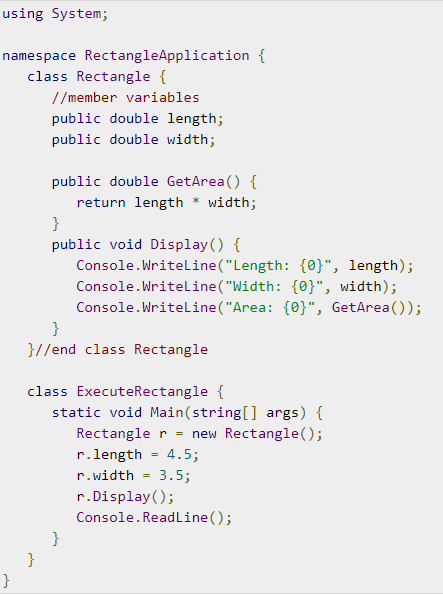 using System;

namespace RectangleApplication {
   class Rectangle {
      //member variables
      public double length;
      public double width;

      public double GetArea() {
         return length * width;
      }
      public void Display() {
         Console.WriteLine("Length: {0}", length);
         Console.WriteLine("Width: {0}", width);
         Console.WriteLine("Area: {0}", GetArea());
      }
   }//end class Rectangle

   class ExecuteRectangle {
      static void Main(string[] args) {
         Rectangle r = new Rectangle();
         r.length = 4.5;
         r.width = 3.5;
         r.Display();
         Console.ReadLine();
      }
   }
}